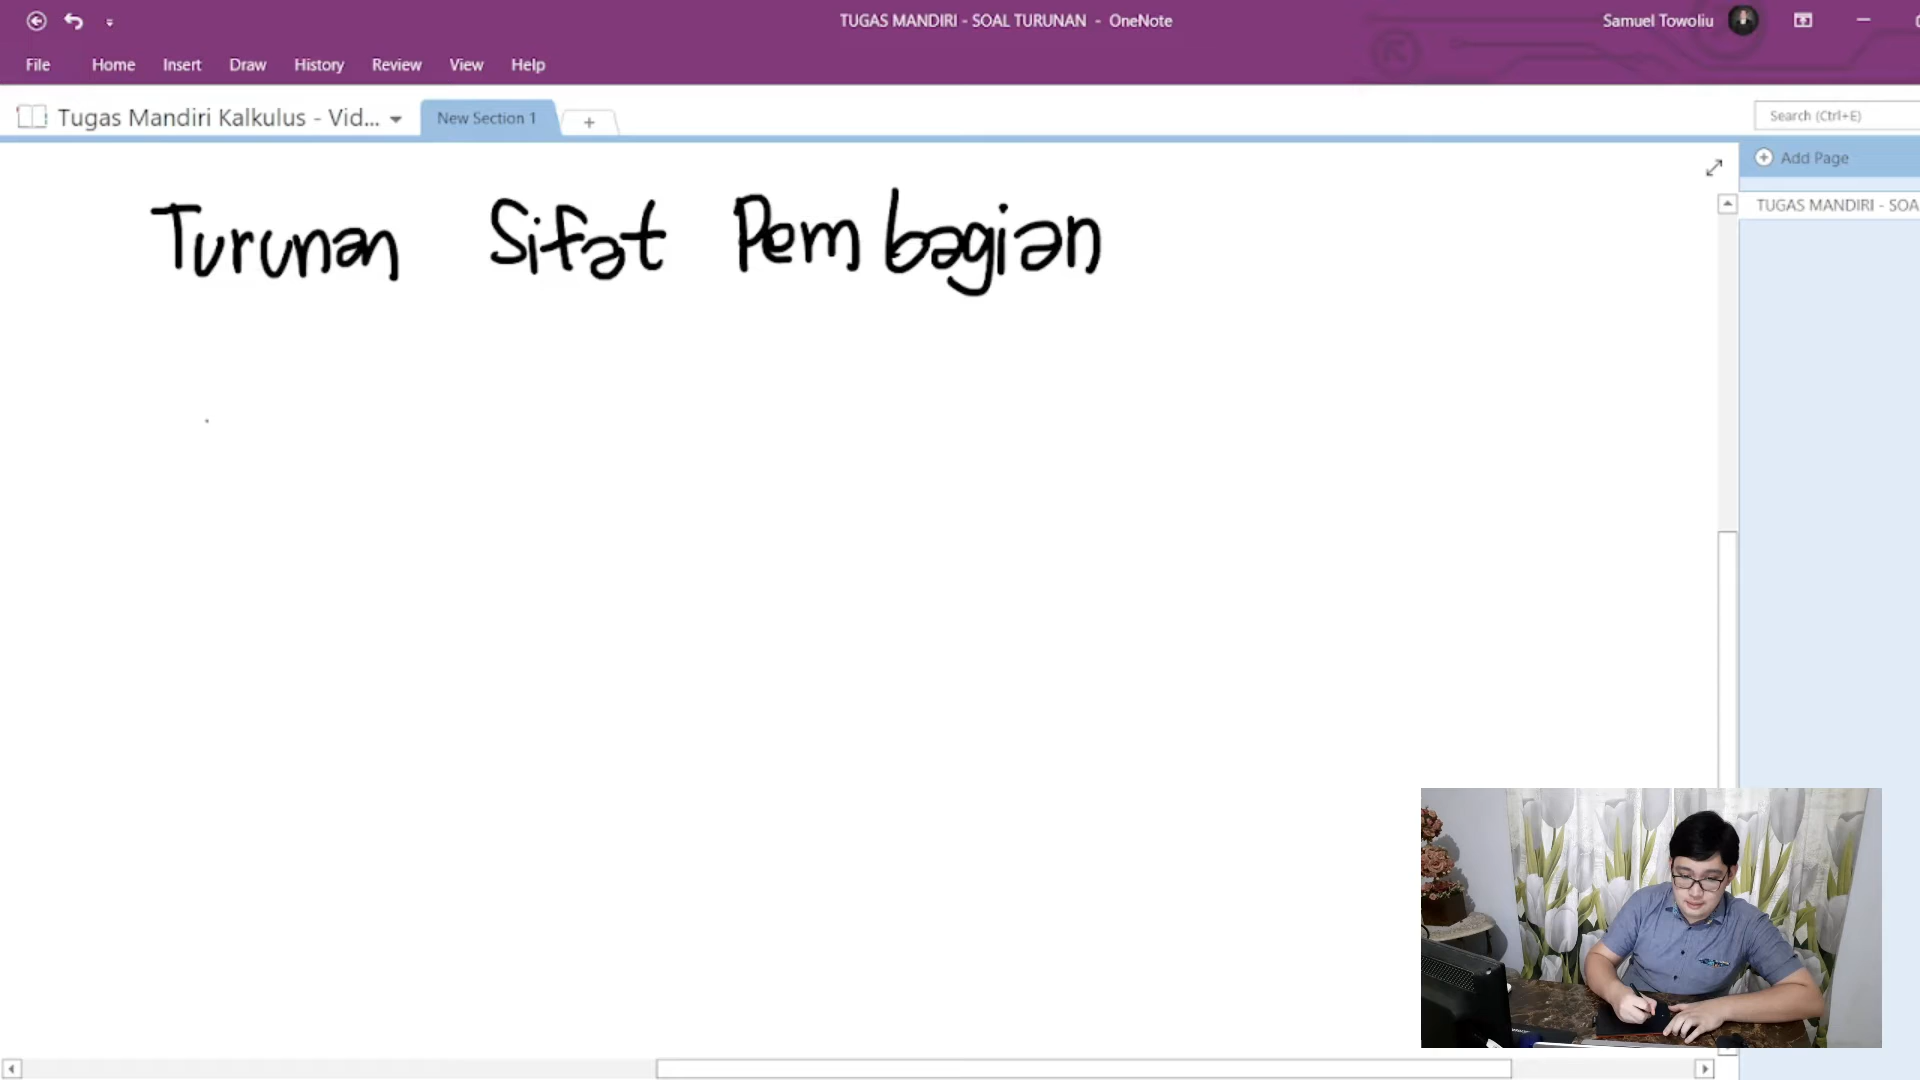 TUGAS MANDIRI - SOAL TURUNAN - OneNote
Samuel Towoliu
File Home Insert Draw History Review View Help
Tugas Mandiri Kalkulus - Vid...
New Section 1
Search (Ctrl+E)
Add Page
TUGAS MANDIRI - SOA
Turunan Sifat Pembagian